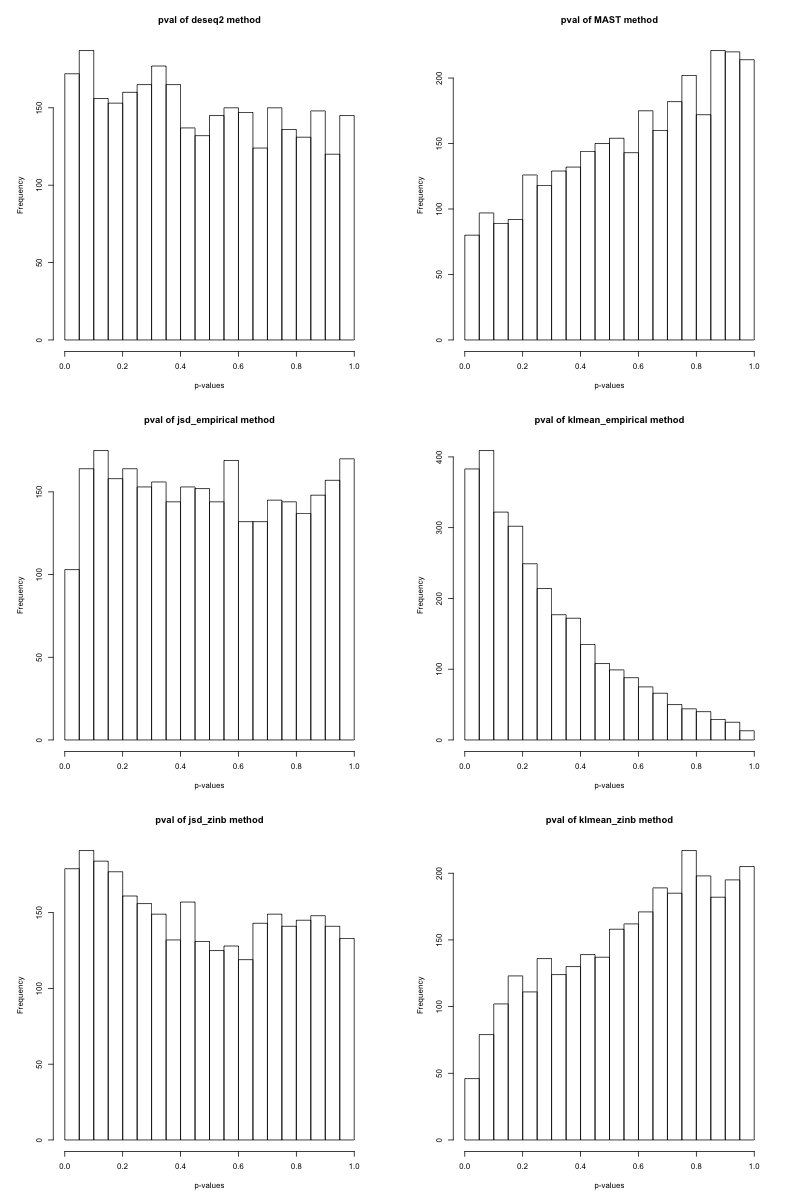 pval of deseq2 method
Frequency
0
50
100
150
0.0 0.2 0.4 0.6 0.8 1.0
p-values
pval of MAST method
Frequency
0
50
100
150
200
0.0 0.2 0.4 0.6 0.8 1.0
p-values
pval of jsd_empirical method
Frequency
0
50
100
150
0.0 0.2 0.4 0.6 0.8 1.0
p-values
pval of klmean_empirical method
Frequency
0
100
200
300
400
0.0 0.2 0.4 0.6 0.8 1.0
p-values
pval of jsd_zinb method
Frequency
0
50
100
150
0.0 0.2 0.4 0.6 0.8 1.0
p-values
pval of klmean_zinb method
Frequency
0
50
100
150
200
0.0 0.2 0.4 0.6 0.8 1.0
p-values